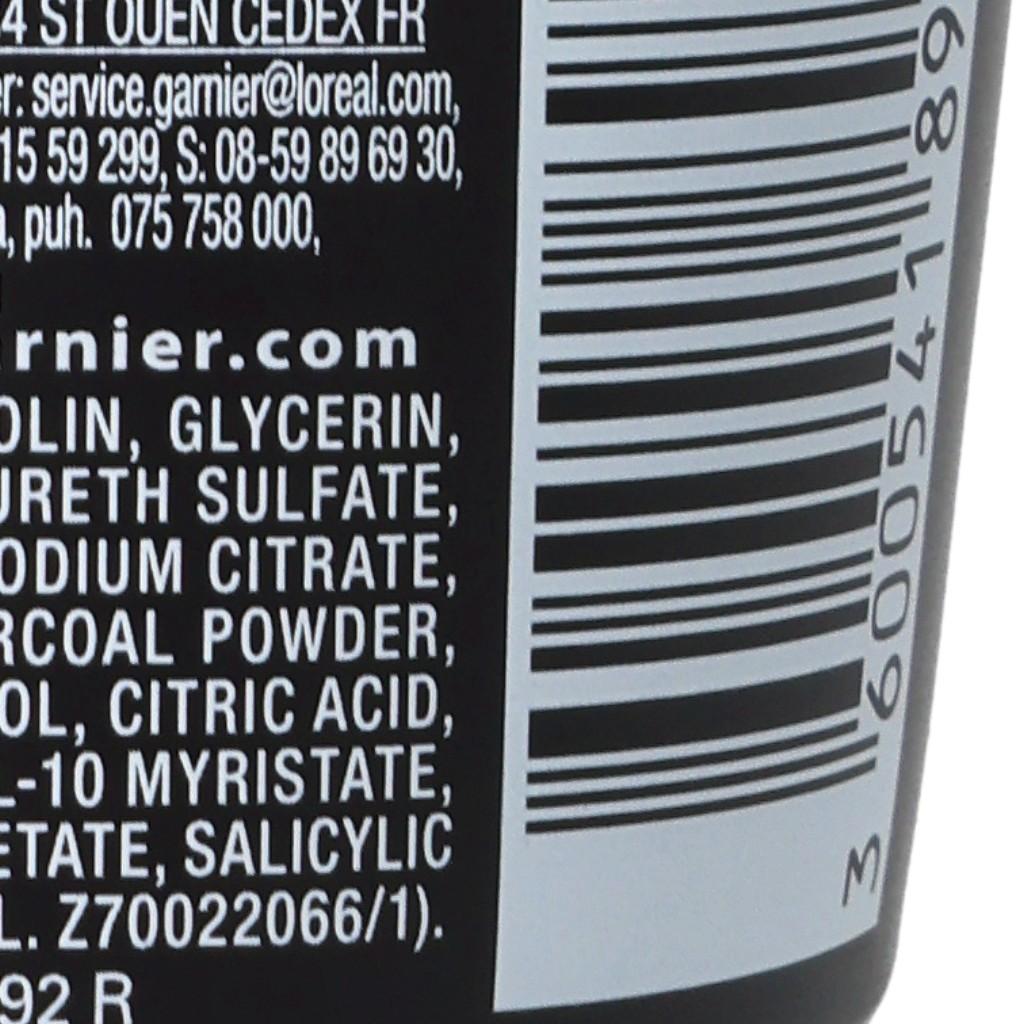 4 ST OUEN CEDEX FR
r: service.garnier@loreal.com,
15 59 299, S: 08-59 89 69 30,
a, puh. 075 758 000,
rnier.com
OLIN, GLYCERIN,
URETH SULFATE,
ODIUM CITRATE,
RCOAL POWDER,
OL, CITRIC ACID,
L-10 MYRISTATE,
ETATE, SALICYLIC
L. Z70022066/1).
92 R
3 600541 89